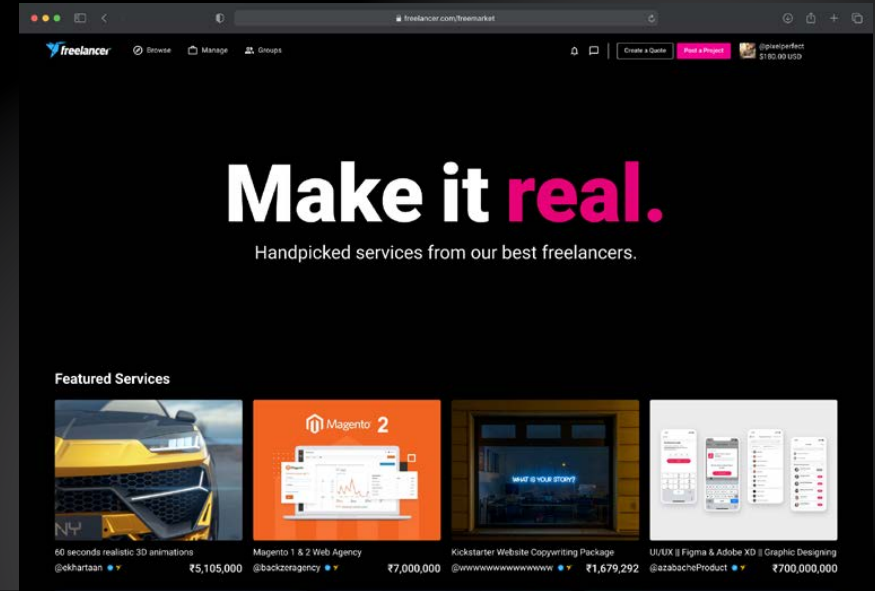 freelancer.com/freemarket
freelancer
Browse
Manage
Groups
Create a Quote
Post a Project
@pixelperfect
$180.00 USD
Make it real.
Handpicked services from our best freelancers.
Featured Services
NY
Magento 2
WHAT IS YOUR STORY?
60 seconds realistic 3D animations
@ekhartaan
₹5,105,000
Magento 1 & 2 Web Agency
@backzeragency
₹7,000,000
Kickstarter Website Copywriting Package
₹1,679,292
UI/UX || Figma & Adobe XD || Graphic Designing
@azabacheProduct
₹700,000,000